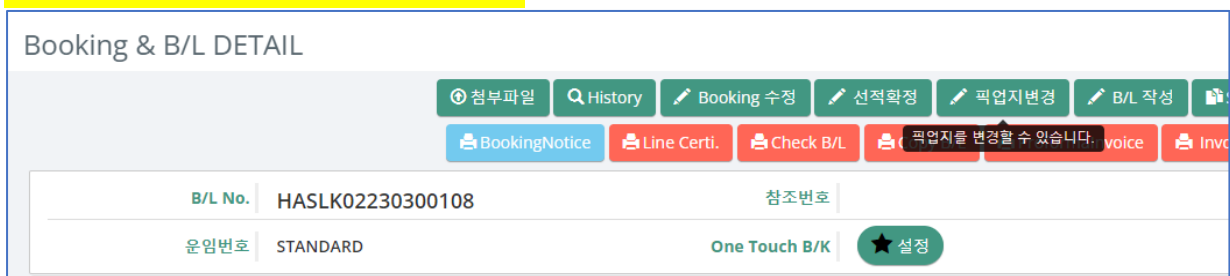 Booking & B/L DETAIL
첨부파일 History Booking 수정 선적확정 픽업지변경 B/L 작성
BookingNotice Line Certi. Check B/L 픽업지를 변경할 수 있습니다.
B/L No. HASLK02230300108 참조번호
운임번호 STANDARD One Touch B/K 설정